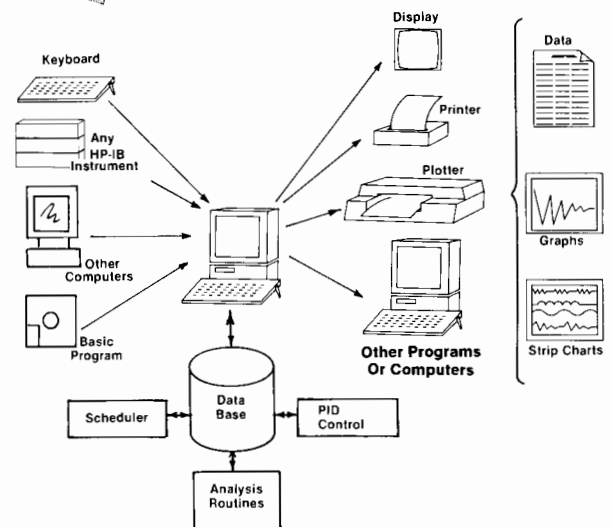 Display
Data
Keyboard
Printer
Any
HP-IB
Instrument
Plotter
Other
Computers
Graphs
Basic
Program
Other Programs
Or Computers
Strip Charts
Data
Base
Scheduler
PID
Control
Analysis
Routines